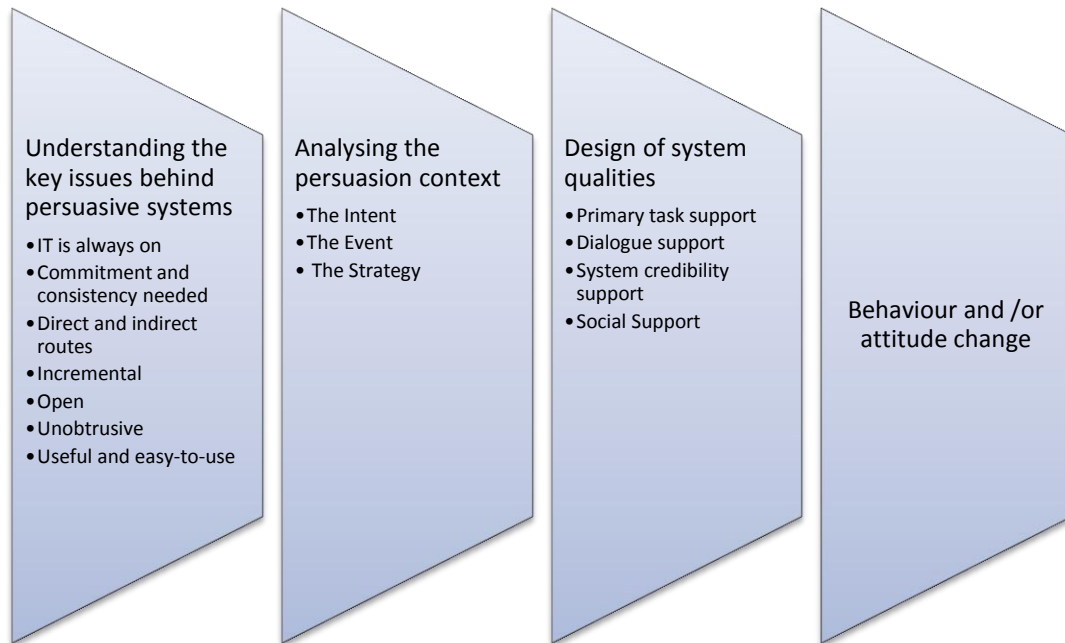 Understanding the
key issues behind
persuasive systems
•IT is always on
•Commitment and
consistency needed
•Direct and indirect
routes
•Incremental
•Open
•Unobtrusive
•Useful and easy-to-use
Analysing the
persuasion context
•The Intent
•The Event
• The Strategy
Design of system
qualities
•Primary task support
•Dialogue support
•System credibility
support
•Social Support
Behaviour and /or
attitude change